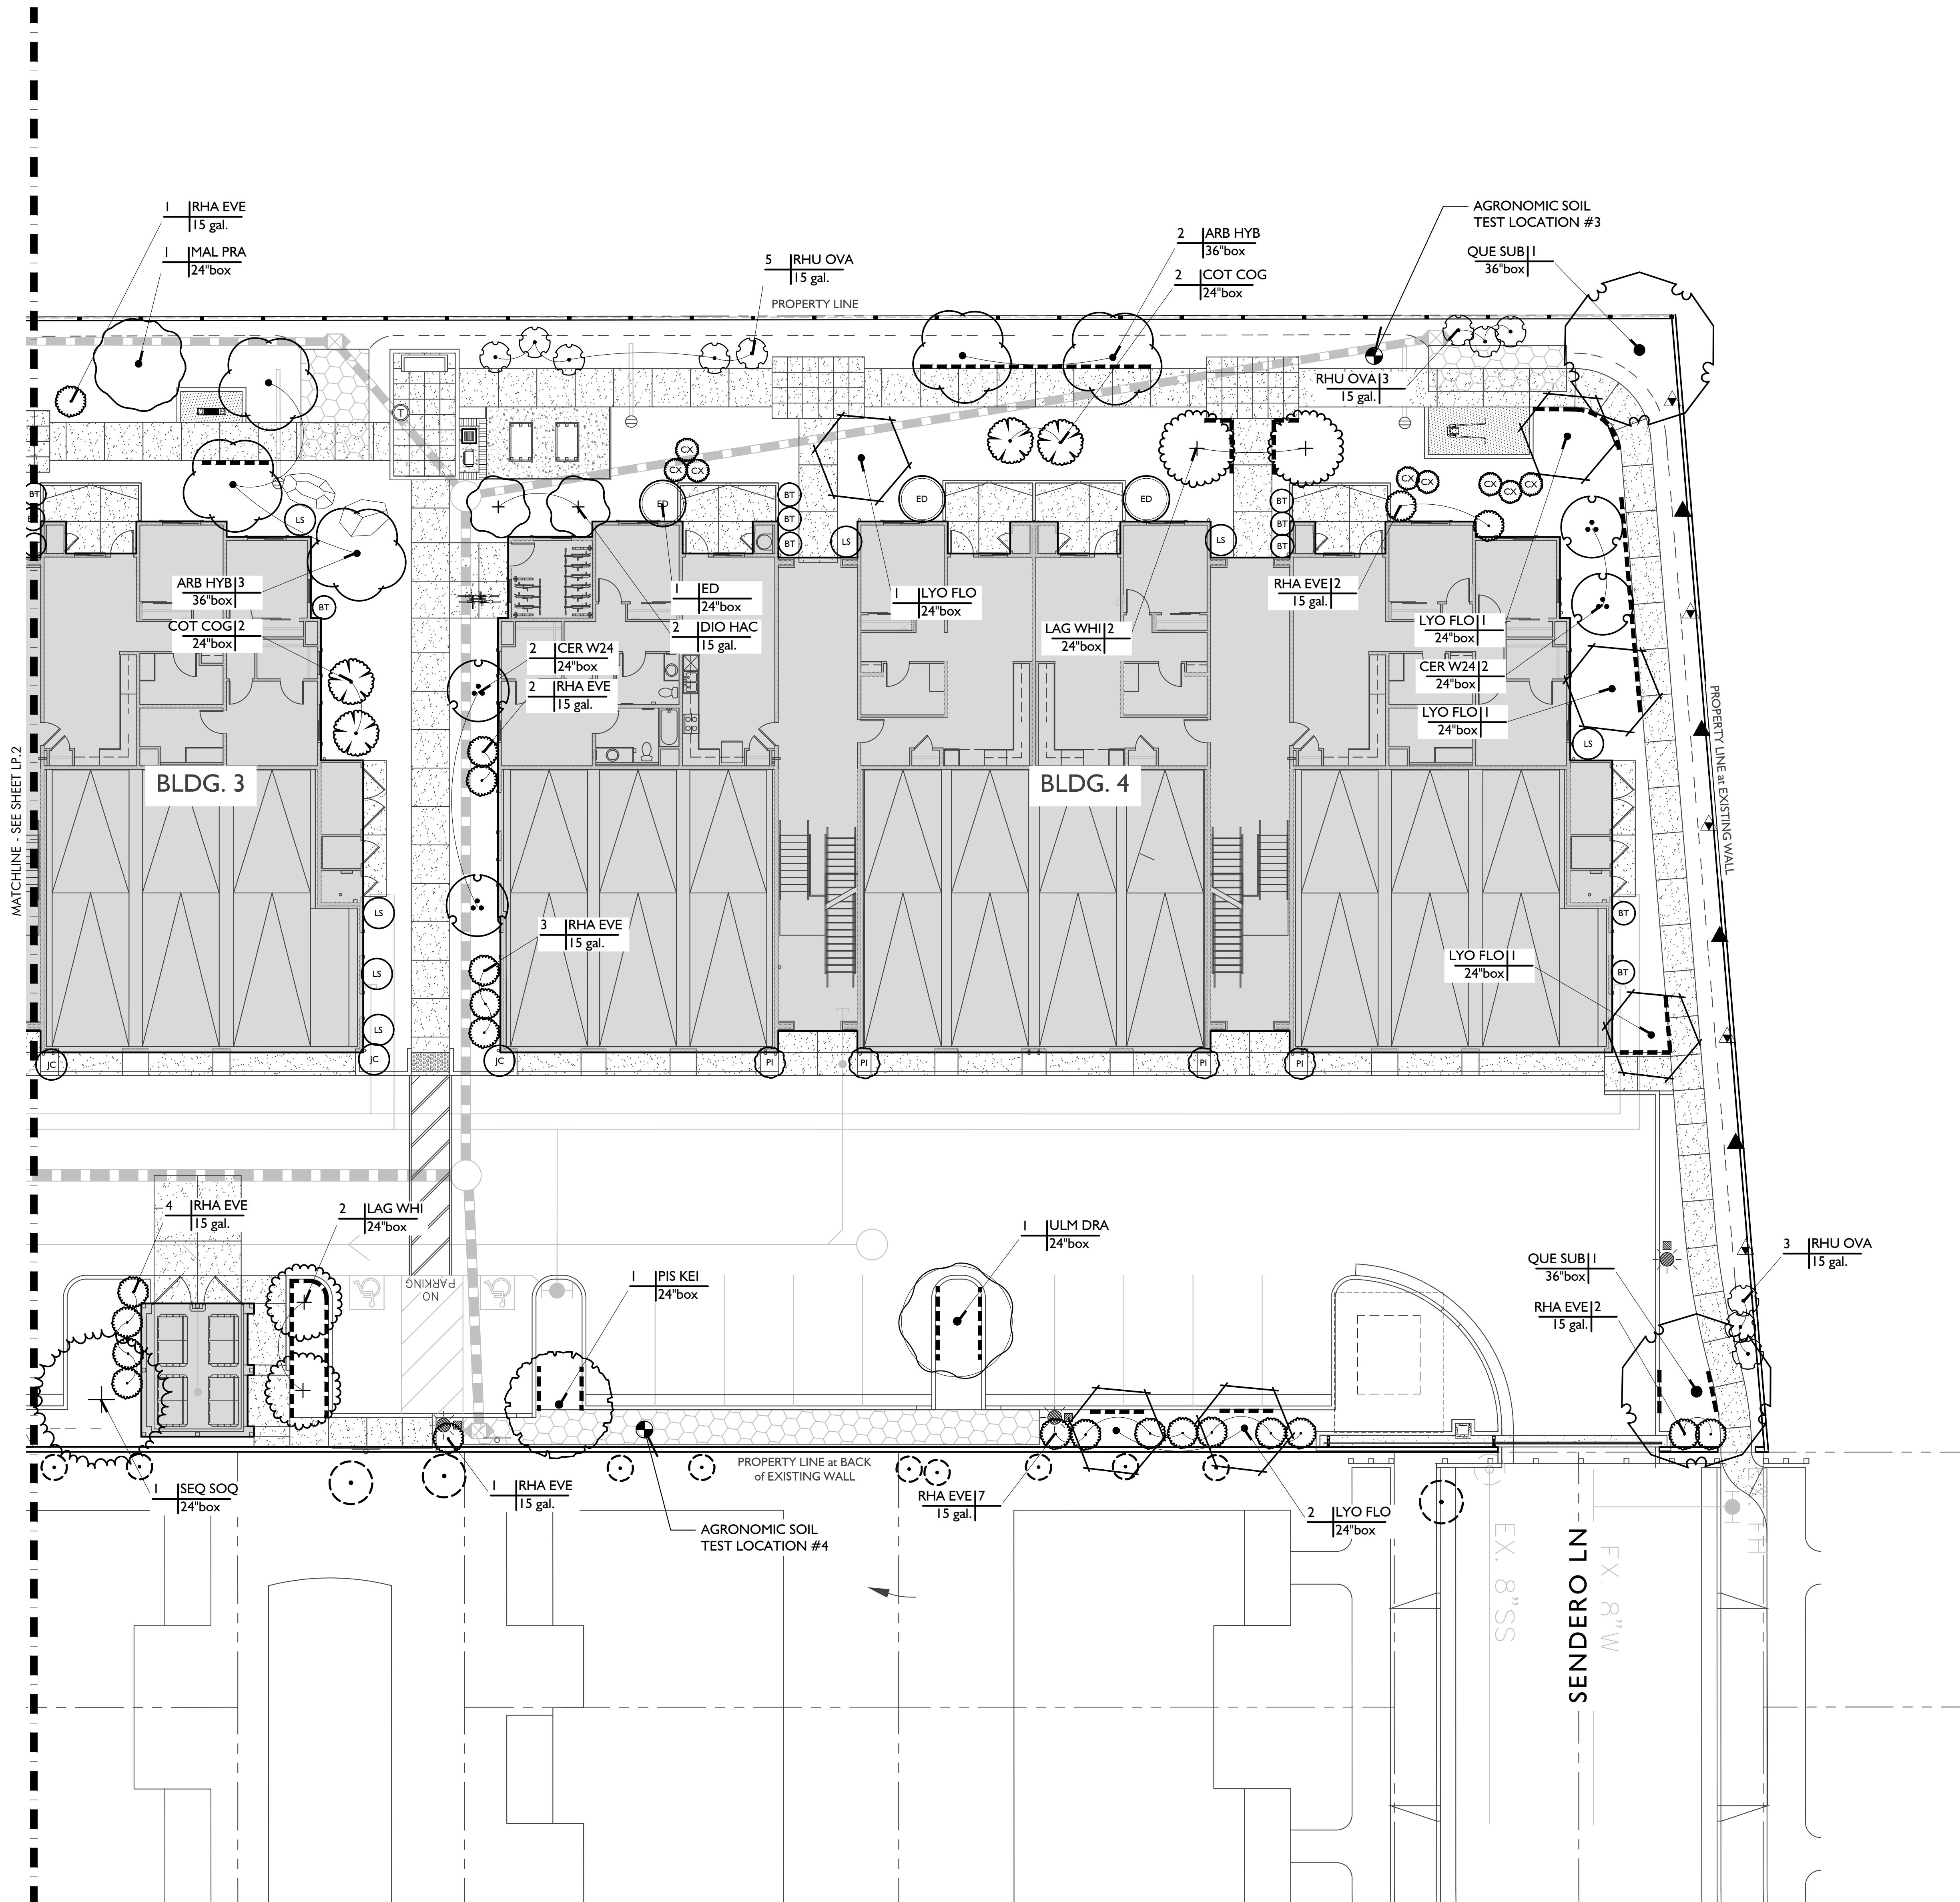 1 RHA EVE
15 gal.
1 MAL PRA
24"box
5 RHU OVA
15 gal.
PROPERTY LINE
2 ARB HYB
36"box
2 COT COG
24"box
AGRONOMIC SOIL
TEST LOCATION #3
QUE SUB 1
36"box
RHU OVA 3
15 gal.
T
CX
CX
CX
CX
CX
CX
CX
CX
BT
BT
LS
ED
BT
BT
BT
LS
ED
ED
LS
BT
BT
BT
ARB HYB 3
36"box
BT
COT COG 2
24"box
1 ED
24"box
2 DIO HAC
15 gal.
2 CER W24
24"box
2 RHA EVE
15 gal.
1 LYO FLO
24"box
LAG WHI 2
24"box
RHA EVE 2
15 gal.
LYO FLO 1
24"box
CER W24 2
24"box
LYO FLO 1
24"box
LS
PROPERTY LINE at EXISTING WALL
MATCHLINE - SEE SHEET LP.2
BLDG. 3
BLDG. 4
LS
LS
LS
3 RHA EVE
15 gal.
BT
BT
LYO FLO 1
24"box
JC
JC
JC
PI
PI
PI
PI
4 RHA EVE
15 gal.
2 LAG WHI
24"box
NO
PARKING
1 PIS KEI
24"box
1 ULM DRA
24"box
QUE SUB 1
36"box
RHA EVE 2
15 gal.
3 RHU OVA
15 gal.
PROPERTY LINE at BACK
of EXISTING WALL
1 SEQ SOQ
24"box
1 RHA EVE
15 gal.
AGRONOMIC SOIL
TEST LOCATION #4
RHA EVE 7
15 gal.
2 LYO FLO
24"box
EX. 8"SS
SENDERO LN
EX. 8"W